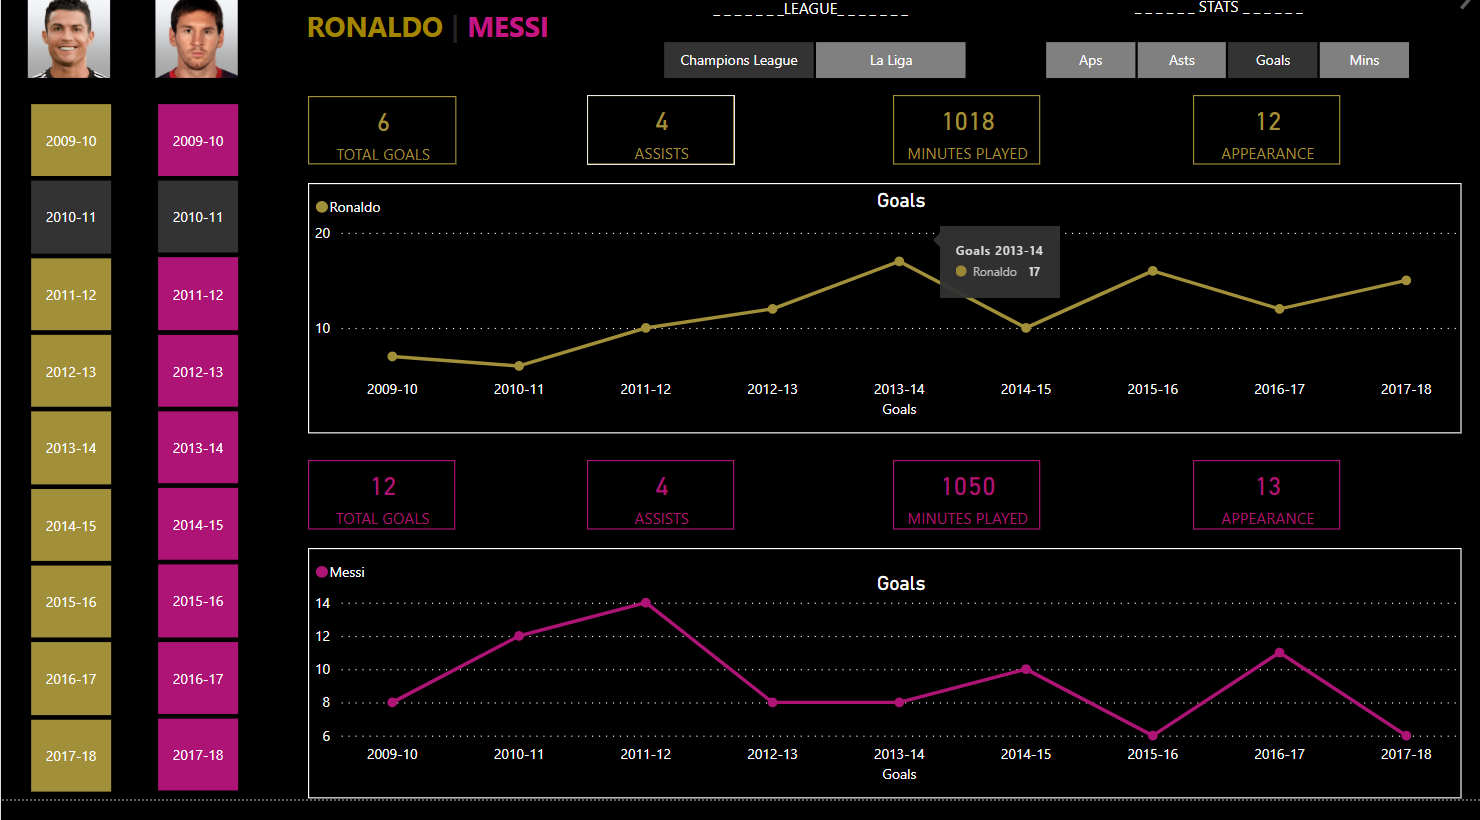 _ _ _ _ _ _ _LEAGUE_ _ _ _ _ _ _
_ _ _ _ _ _ STATS _ _ _ _ _ _
RONALDO | MESSI
Champions League
La Liga
Aps
Asts
Goals
Mins
2009-10
2010-11
2011-12
2012-13
2013-14
2014-15
2015-16
2016-17
2017-18
2009-10
2010-11
2011-12
2012-13
2013-14
2014-15
2015-16
2016-17
2017-18
6
TOTAL GOALS
4
ASSISTS
1018
MINUTES PLAYED
12
APPEARANCE
Goals
Ronaldo
20
10
Goals 2013-14
Ronaldo 17
2009-10 2010-11 2011-12 2012-13 2013-14 2014-15 2015-16 2016-17 2017-18
Goals
12
TOTAL GOALS
4
ASSISTS
1050
MINUTES PLAYED
13
APPEARANCE
Messi
Goals
14
12
10
8
6
2009-10 2010-11 2011-12 2012-13 2013-14 2014-15 2015-16 2016-17 2017-18
Goals